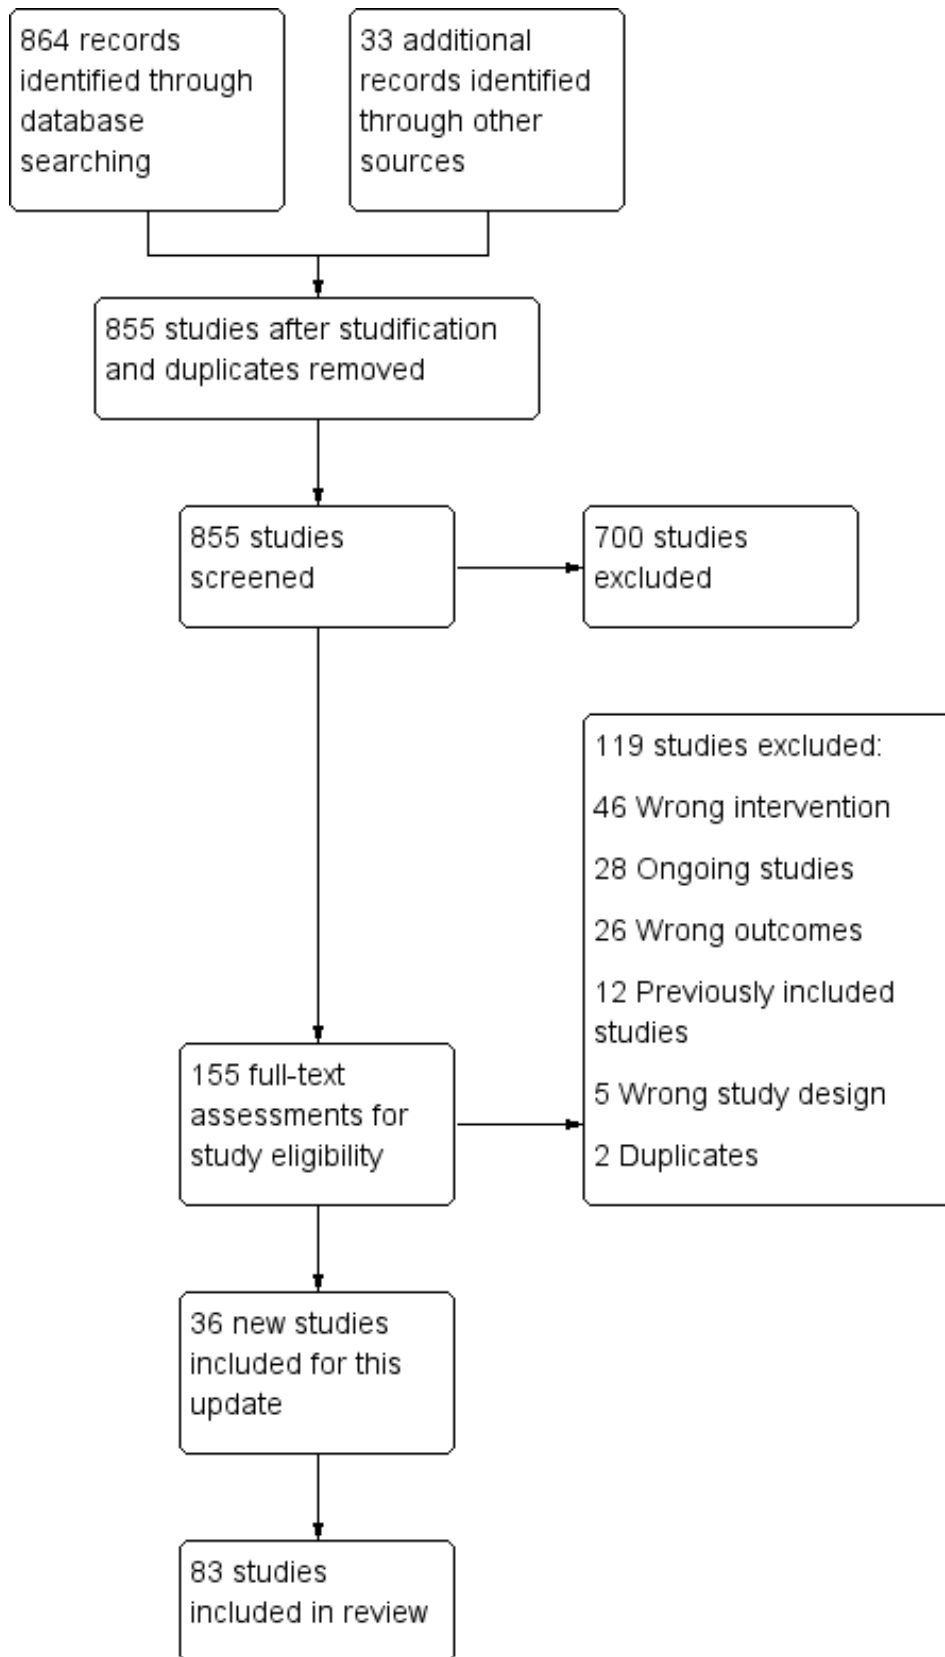 864 records
identified through
database
searching
33 additional
records identified
through other
sources
855 studies after studification
and duplicates removed
855 studies
screened
700 studies
excluded
119 studies excluded:
46 Wrong intervention
28 Ongoing studies
26 Wrong outcomes
12 Previously included
studies
5 Wrong study design
2 Duplicates
155 full-text
assessments for
study eligibility
36 new studies
included for this
update
83 studies
included in review